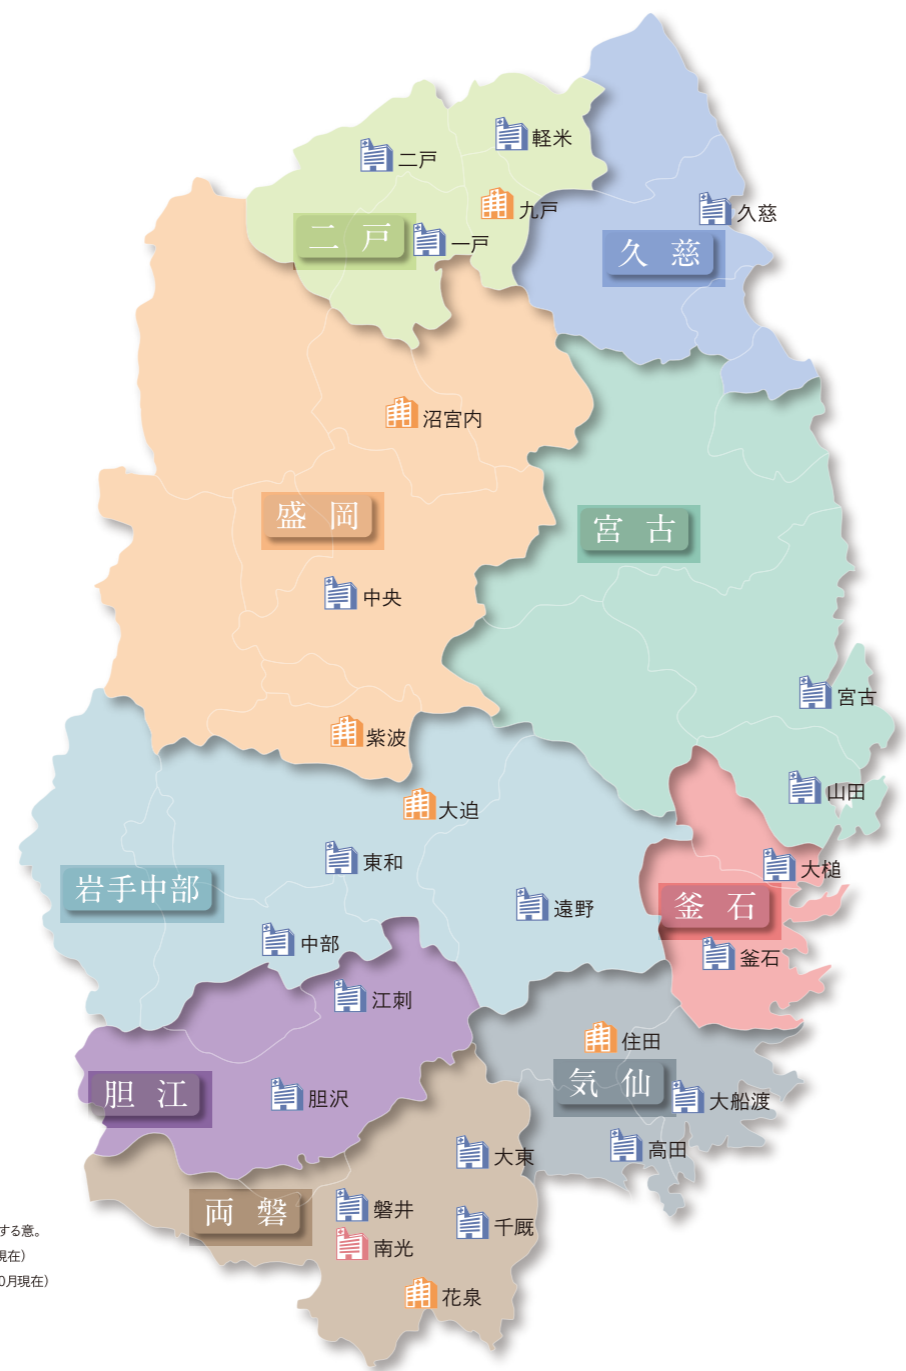 軽米
二戸
九戸
久慈
二戸
一戸
久慈
沼宮内
盛岡
宮古
中央
宮古
紫波
山田
大迫
東和
大槌
岩手中部
釜石
遠野
中部
釜石
江刺
住田
気仙
胆江
胆沢
大船渡
高田
大東
両磐
磐井
千厩
する意。
南光
現在）
0月現在）
花泉